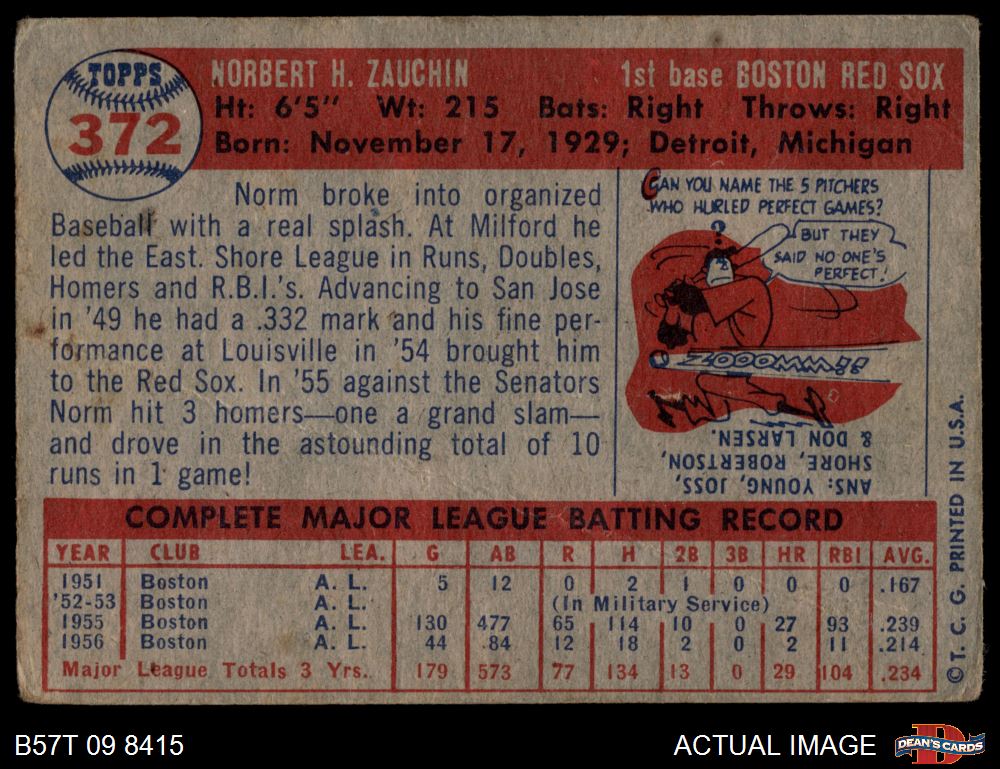 TOPPS
372
NORBERT H. ZAUCHIN 1st base BOSTON RED SOX
Ht: 6'5" Wt: 215 Bats: Right Throws: Right
Born: November 17, 1929; Detroit, Michigan
Norm broke into organized
Baseball with a real splash. At Milford he
led the East. Shore League in Runs, Doubles,
Homers and R.B.I.'s. Advancing to San Jose
in '49 he had a .332 mark and his fine per-
formance at Louisville in '54 brought him
to the Red Sox. In '55 against the Senators
Norm hit 3 homers—one a grand slam—
and drove in the astounding total of 10
runs in 1 game!
CAN YOU NAME THE 5 PITCHERS
WHO HURLED PERFECT GAMES?
?
BUT THEY
SAID NO ONE'S
PERFECT!
ZOOOMM!!
ANS: YOUNG, JOSS,
SHORE, ROBERTSON,
& DON LARSEN.
COMPLETE MAJOR LEAGUE BATTING RECORD
YEAR CLUB LEA. G AB R H 2B 3B HR RBI AVG.
1951 Boston A. L. 5 12 0 2 1 0 0 0 .167
'52-53 Boston A. L. (In Military Service)
1955 Boston A. L. 130 477 65 114 10 0 27 93 .239
1956 Boston A. L. 44 84 12 18 2 0 2 11 .214
Major League Totals 3 Yrs. 179 573 77 134 13 0 29 104 .234
© T. C. G. PRINTED IN U.S.A.
B57T 09 8415
ACTUAL IMAGE
D
DEAN'S CARDS